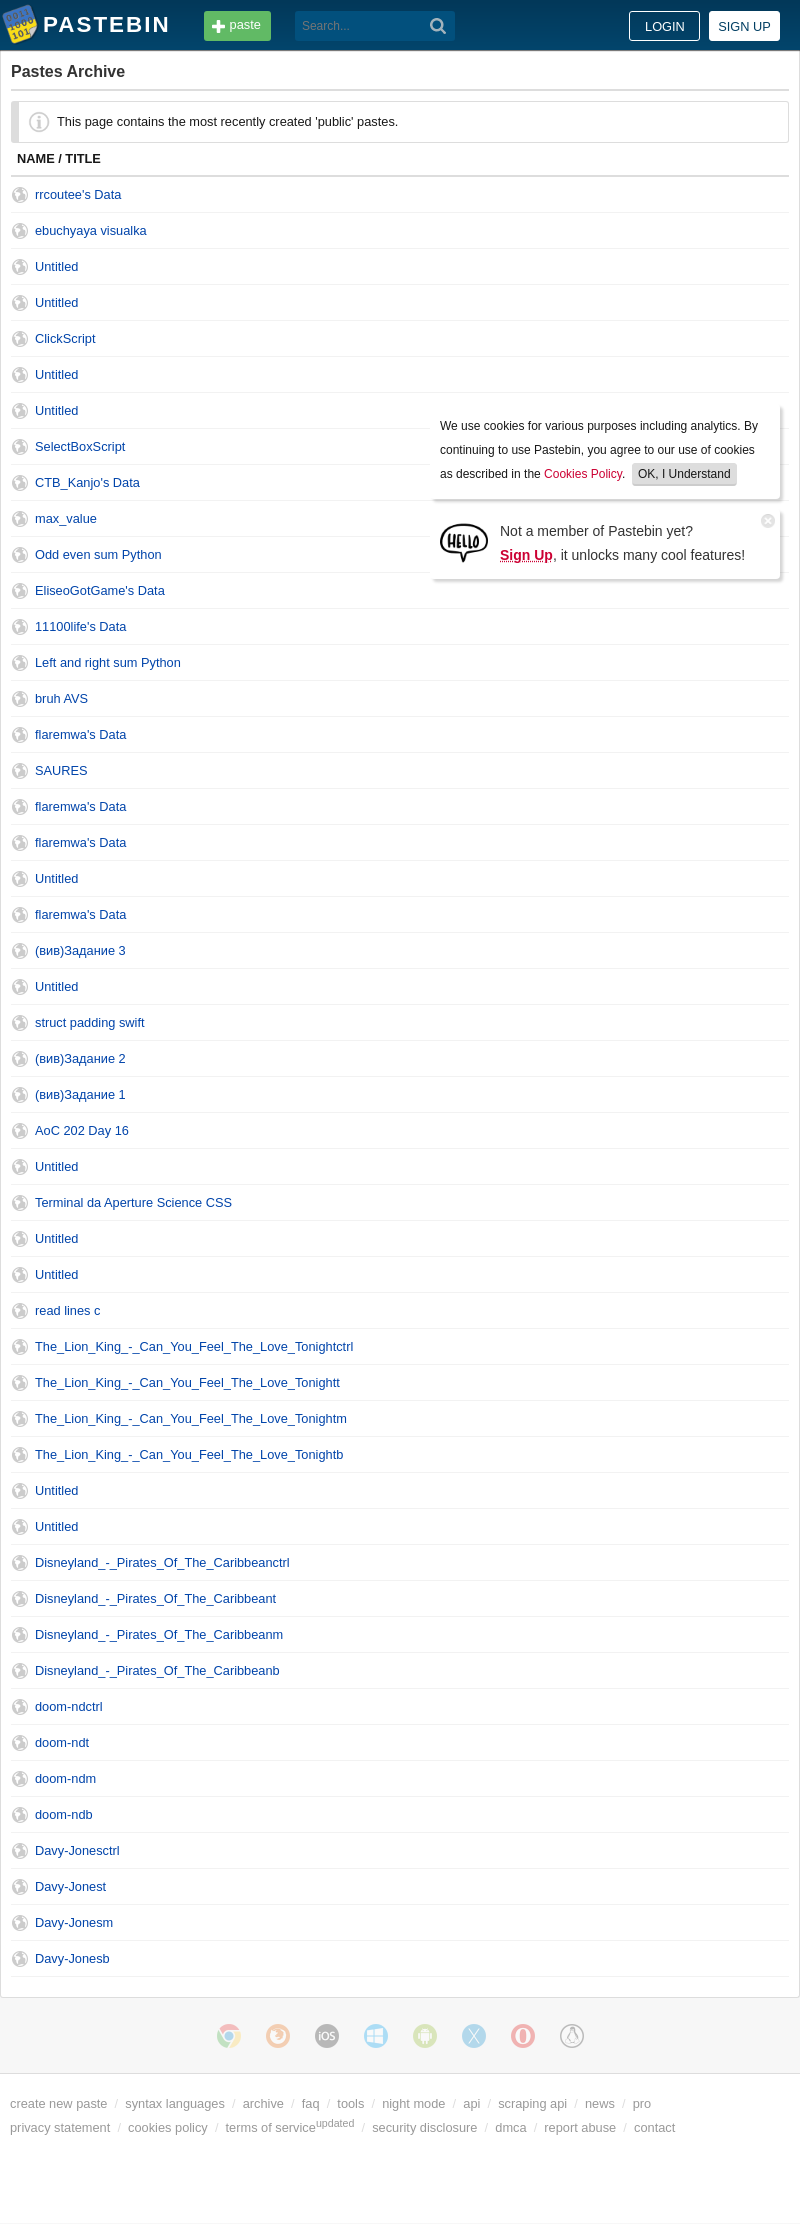 PASTEBIN
paste
Search...
LOGIN
SIGN UP
Pastes Archive
This page contains the most recently created 'public' pastes.
NAME / TITLE
rrcoutee's Data
ebuchyaya visualka
Untitled
Untitled
ClickScript
Untitled
Untitled
We use cookies for various purposes including analytics. By
continuing to use Pastebin, you agree to our use of cookies
as described in the Cookies Policy. OK, I Understand
SelectBoxScript
CTB_Kanjo's Data
max_value
HELLO
Not a member of Pastebin yet?
Sign Up, it unlocks many cool features!
Odd even sum Python
EliseoGotGame's Data
11100life's Data
Left and right sum Python
bruh AVS
flaremwa's Data
SAURES
flaremwa's Data
flaremwa's Data
Untitled
flaremwa's Data
(вив)Задание 3
Untitled
struct padding swift
(вив)Задание 2
(вив)Задание 1
AoC 202 Day 16
Untitled
Terminal da Aperture Science CSS
Untitled
Untitled
read lines c
The_Lion_King_-_Can_You_Feel_The_Love_Tonightctrl
The_Lion_King_-_Can_You_Feel_The_Love_Tonightt
The_Lion_King_-_Can_You_Feel_The_Love_Tonightm
The_Lion_King_-_Can_You_Feel_The_Love_Tonightb
Untitled
Untitled
Disneyland_-_Pirates_Of_The_Caribbeanctrl
Disneyland_-_Pirates_Of_The_Caribbeant
Disneyland_-_Pirates_Of_The_Caribbeanm
Disneyland_-_Pirates_Of_The_Caribbeanb
doom-ndctrl
doom-ndt
doom-ndm
doom-ndb
Davy-Jonesctrl
Davy-Jonest
Davy-Jonesm
Davy-Jonesb
iOS
create new paste / syntax languages / archive / faq / tools / night mode / api / scraping api / news / pro
privacy statement / cookies policy / terms of serviceupdated / security disclosure / dmca / report abuse / contact